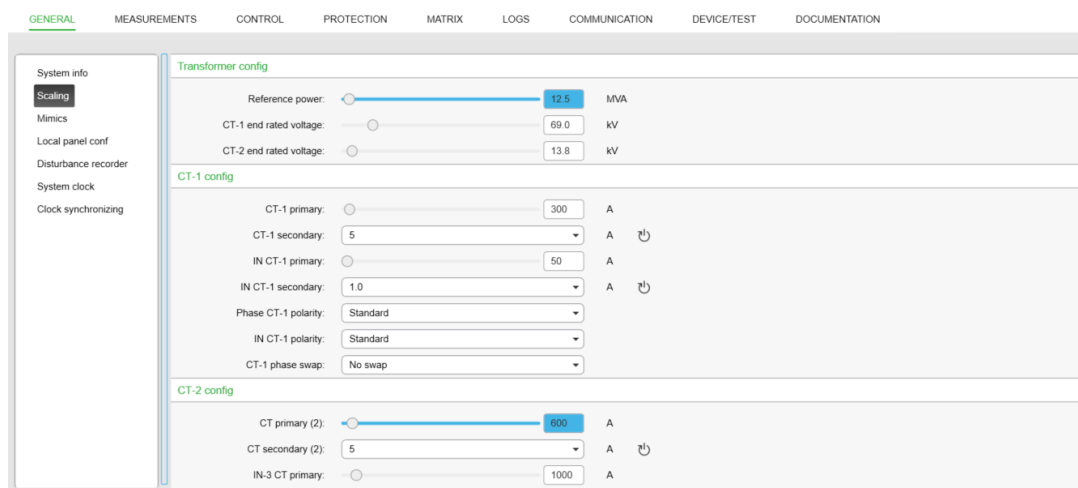 GENERAL MEASUREMENTS CONTROL PROTECTION MATRIX LOGS COMMUNICATION DEVICE/TEST DOCUMENTATION
System info
Scaling
Mimics
Local panel conf
Disturbance recorder
System clock
Clock synchronizing
Transformer config
Reference power: 12.5 MVA
CT-1 end rated voltage: 69.0 kV
CT-2 end rated voltage: 13.8 kV
CT-1 config
CT-1 primary: 300 A
CT-1 secondary: 5 A
IN CT-1 primary: 50 A
IN CT-1 secondary: 1.0 A
Phase CT-1 polarity: Standard
IN CT-1 polarity: Standard
CT-1 phase swap: No swap
CT-2 config
CT primary (2): 600 A
CT secondary (2): 5 A
IN-3 CT primary: 1000 A